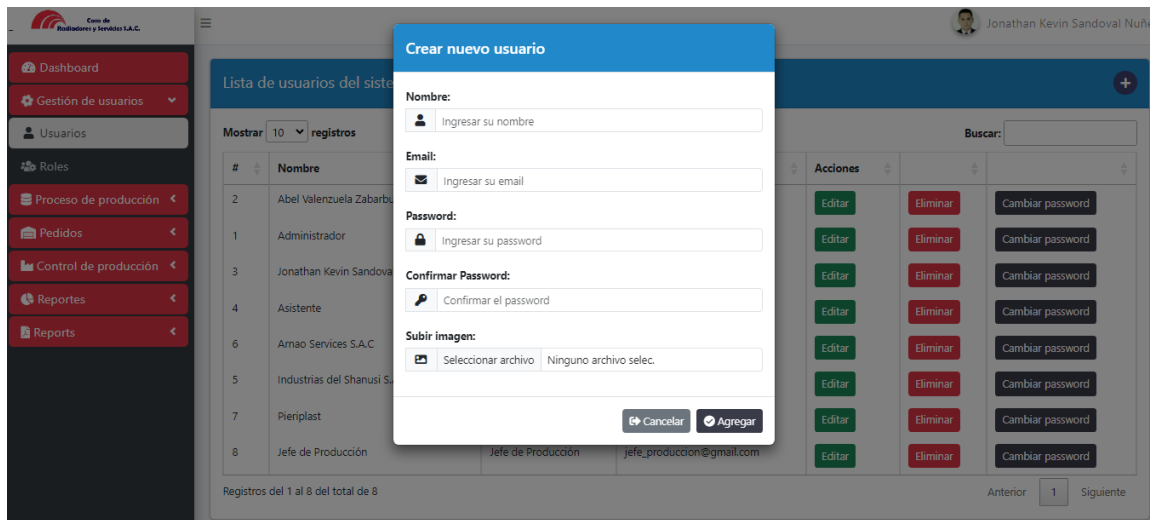 Casa de
Radiadores y Servicios S.A.C.
Jonathan Kevin Sandoval Nuñe
Dashboard
Gestión de usuarios
Usuarios
Roles
Proceso de producción
Pedidos
Control de producción
Reportes
Reports
Lista de usuarios del siste
Mostrar 10 registros
Buscar:
# Nombre Acciones
2 Abel Valenzuela Zabarbu Editar Eliminar Cambiar password
1 Administrador Editar Eliminar Cambiar password
3 Jonathan Kevin Sandova Editar Eliminar Cambiar password
4 Asistente Editar Eliminar Cambiar password
6 Arnao Services S.A.C Editar Eliminar Cambiar password
5 Industrias del Shanusi S. Editar Eliminar Cambiar password
7 Pieriplast Editar Eliminar Cambiar password
8 Jefe de Producción Jefe de Producción jefe_produccion@gmail.com Editar Eliminar Cambiar password
Registros del 1 al 8 del total de 8
Anterior 1 Siguiente
Crear nuevo usuario
Nombre:
Ingresar su nombre
Email:
Ingresar su email
Password:
Ingresar su password
Confirmar Password:
Confirmar el password
Subir imagen:
Seleccionar archivo Ninguno archivo selec.
Cancelar Agregar